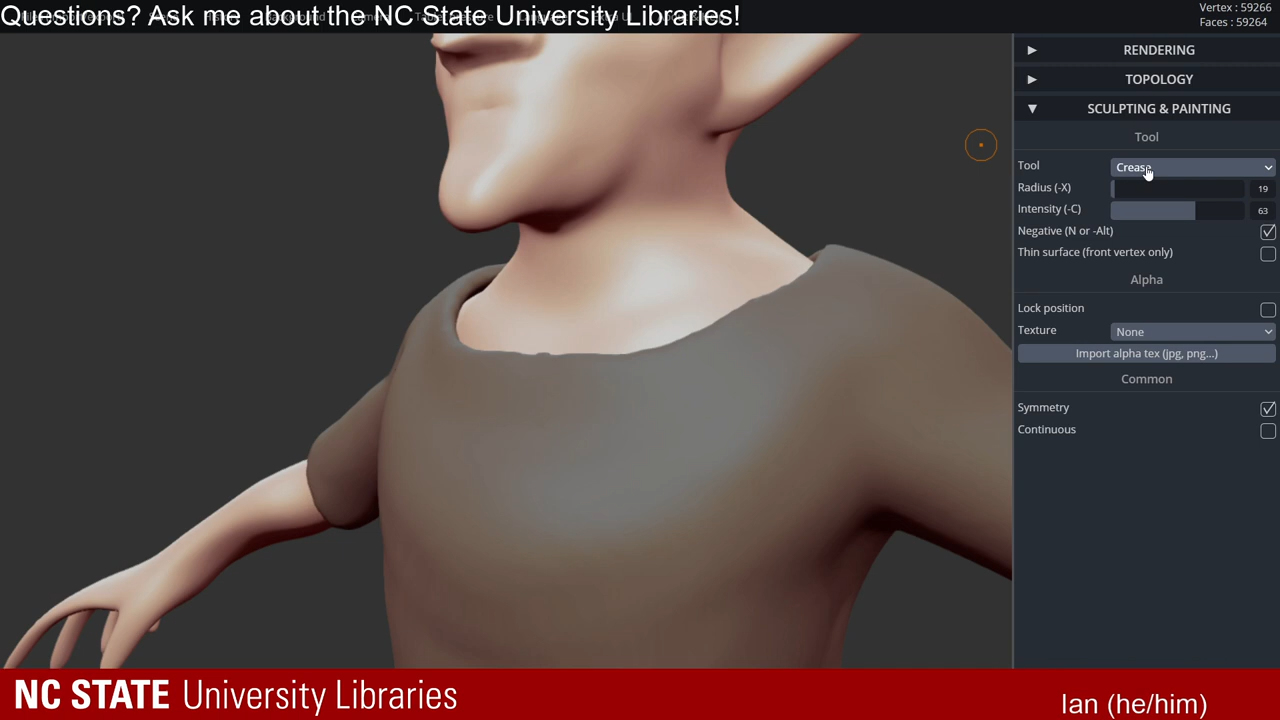 Questions? Ask me about the NC State University Libraries!
Vertex : 59266
Faces : 59264
RENDERING
TOPOLOGY
SCULPTING & PAINTING
Tool
Tool Crease
Radius (-X) 19
Intensity (-C) 63
Negative (N or -Alt)
Thin surface (front vertex only)
Alpha
Lock position
Texture None
Import alpha tex (jpg, png...)
Common
Symmetry
Continuous
NC STATE University Libraries
Ian (he/him)